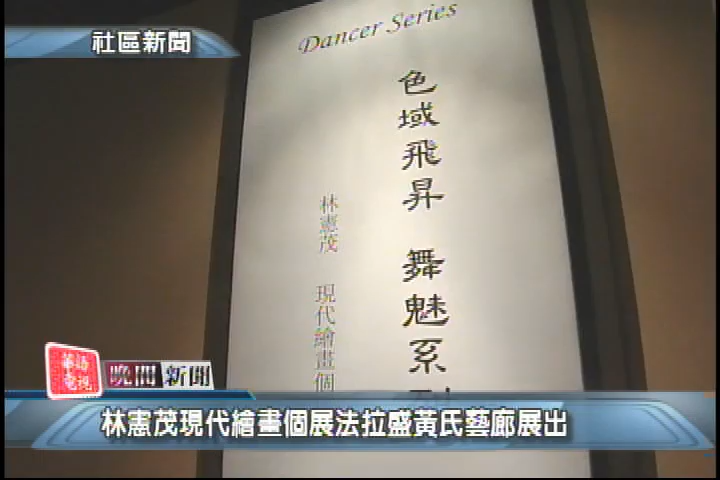 社區新聞
Dancer Series
色域飛昇 舞魅系列
林憲茂 現代繪畫個
華語
電視
晚間新聞
林憲茂現代繪畫個展法拉盛黃氏藝廊展出